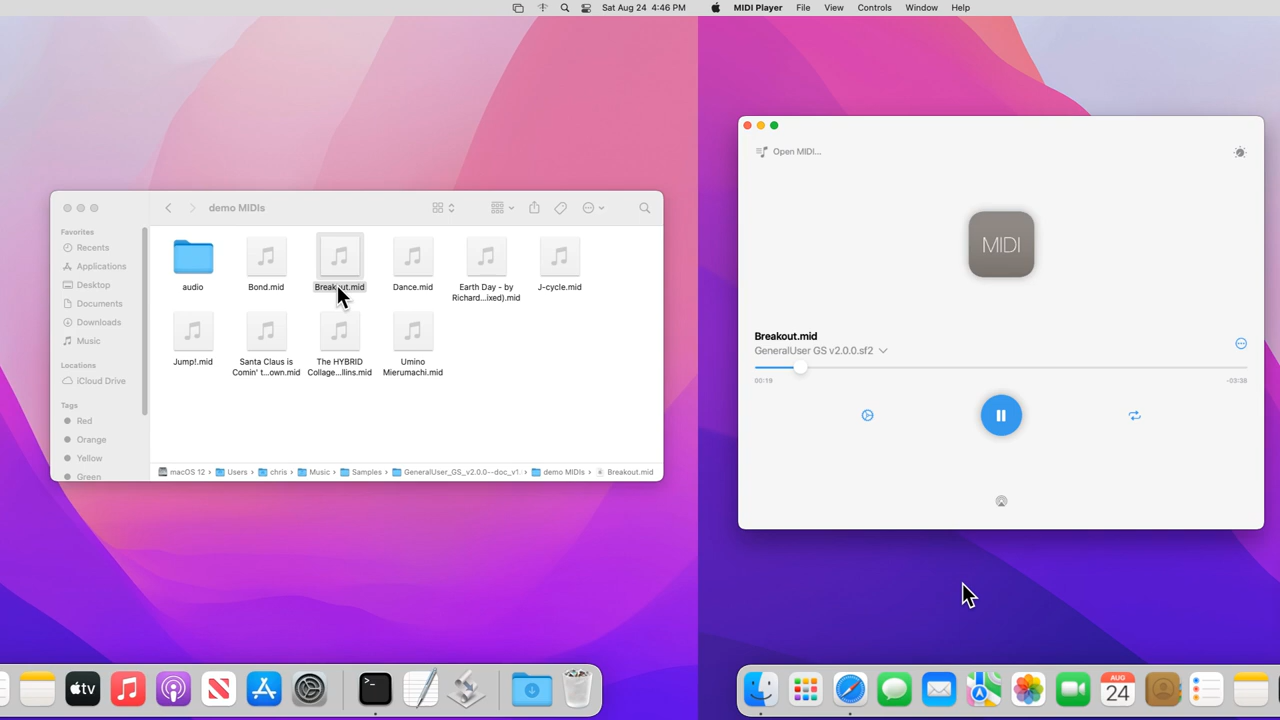 Sat Aug 24 4:46 PM
MIDI Player File View Controls Window Help
demo MIDIs
Favorites
Recents
Applications
Desktop
Documents
Downloads
Music
Locations
iCloud Drive
Tags
Red
Orange
Yellow
Green
audio
Bond.mid
Breakout.mid
Dance.mid
Earth Day - by
Richard...ixed).mid
J-cycle.mid
Jump!.mid
Santa Claus is
Comin' t...own.mid
The HYBRID
Collage...llins.mid
Umino
Mierumachi.mid
macOS 12 › Users › chris › Music › Samples › GeneralUser_GS_v2.0.0--doc_v1 › demo MIDIs › Breakout.mid
Open MIDI...
MIDI
Breakout.mid
GeneralUser GS v2.0.0.sf2
00:19
-03:38
tv
AUG
24